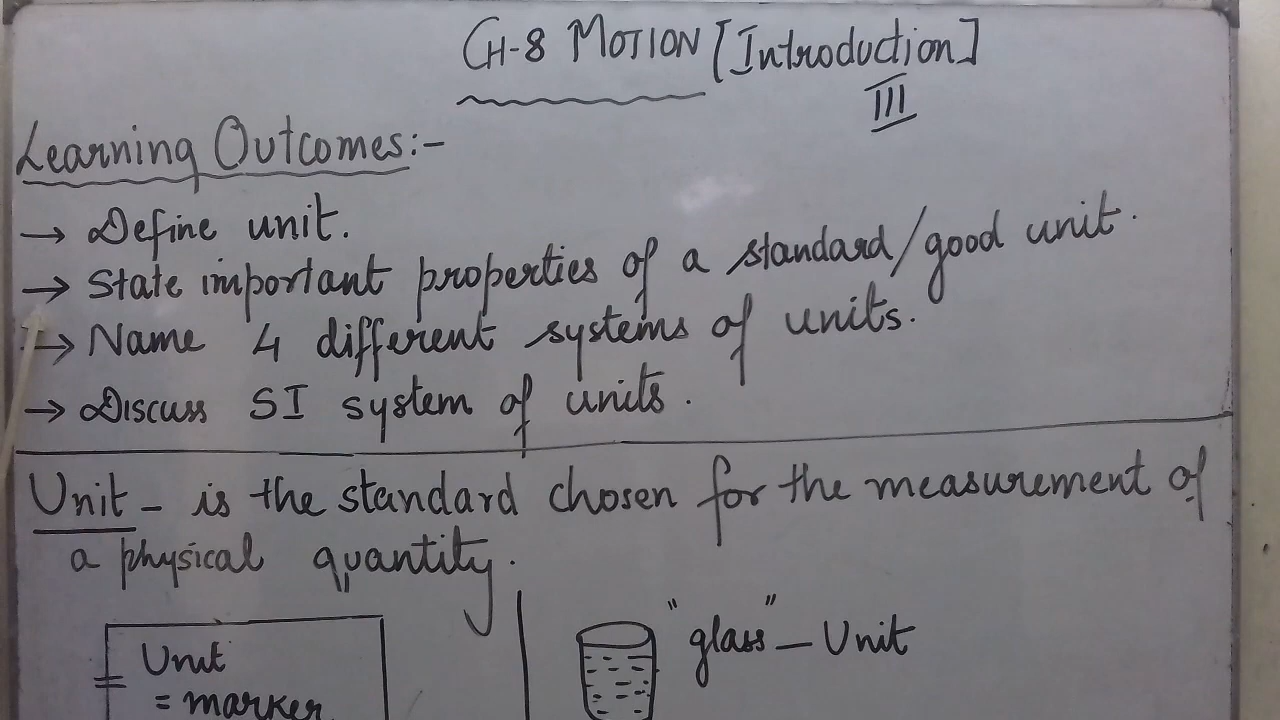 CH-8 MOTION [Introduction]
III
Learning Outcomes:-
→ Define unit.
→ State important properties of a standard/good unit.
→ Name 4 different systems of units.
→ Discuss SI system of units.
Unit - is the standard chosen for the measurement of
a physical quantity.
Unit
= marker
"glass" - Unit